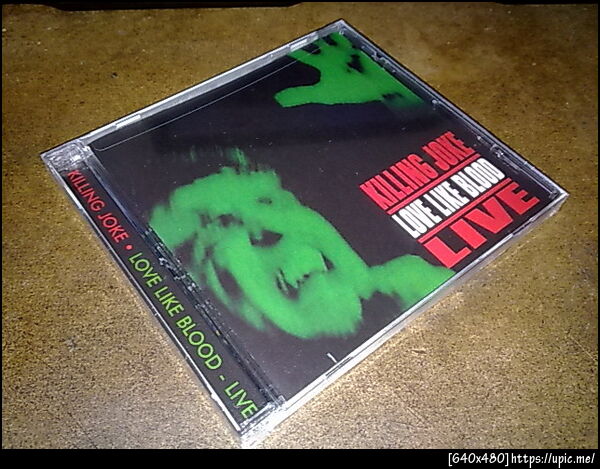 KILLING JOKE
LOVE LIKE BLOOD
LIVE
KILLING JOKE • LOVE LIKE BLOOD - LIVE
[640x480]https://upic.me/